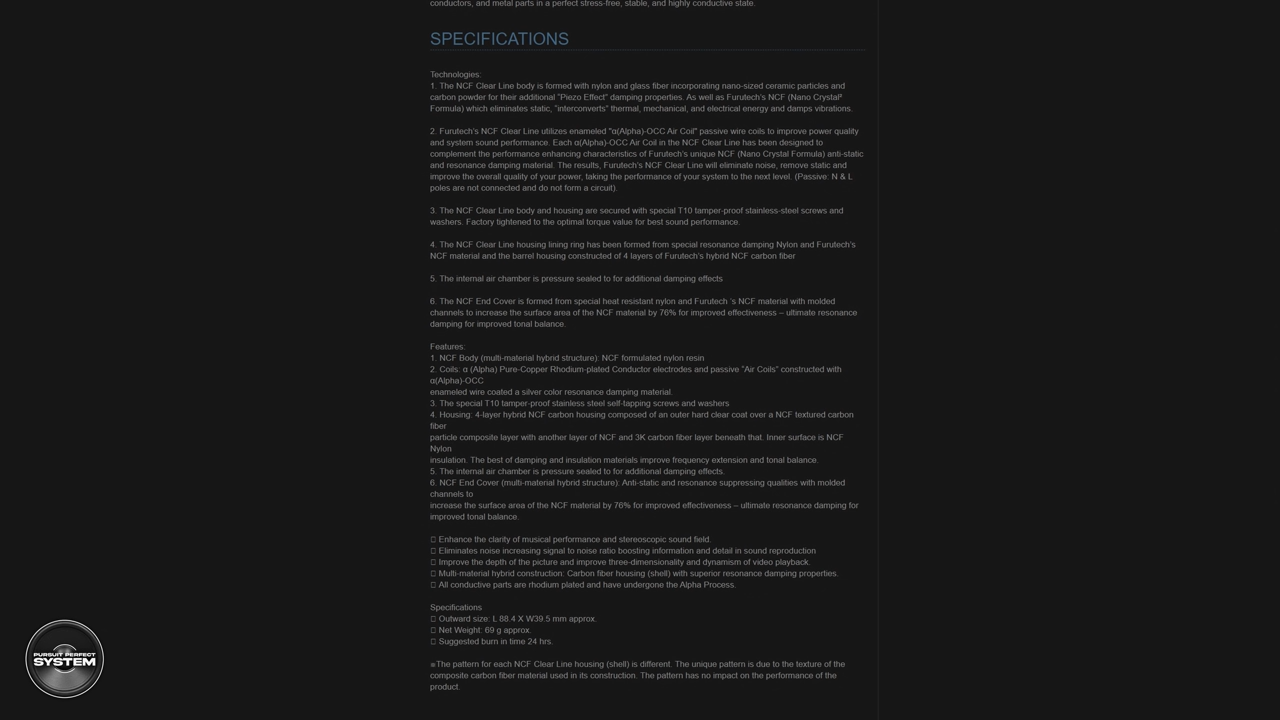 conductors, and metal parts in a perfect stress-free, stable, and highly conductive state.
SPECIFICATIONS
Technologies:
1. The NCF Clear Line body is formed with nylon and glass fiber incorporating nano-sized ceramic particles and
carbon powder for their additional “Piezo Effect” damping properties. As well as Furutech's NCF (Nano Crystal²
Formula) which eliminates static, “interconverts” thermal, mechanical, and electrical energy and damps vibrations.
2. Furutech's NCF Clear Line utilizes enameled "α(Alpha)-OCC Air Coil" passive wire coils to improve power quality
and system sound performance. Each α(Alpha)-OCC Air Coil in the NCF Clear Line has been designed to
complement the performance enhancing characteristics of Furutech's unique NCF (Nano Crystal Formula) anti-static
and resonance damping material. The results, Furutech's NCF Clear Line will eliminate noise, remove static and
improve the overall quality of your power, taking the performance of your system to the next level. (Passive: N & L
poles are not connected and do not form a circuit).
3. The NCF Clear Line body and housing are secured with special T10 tamper-proof stainless-steel screws and
washers. Factory tightened to the optimal torque value for best sound performance.
4. The NCF Clear Line housing lining ring has been formed from special resonance damping Nylon and Furutech's
NCF material and the barrel housing constructed of 4 layers of Furutech's hybrid NCF carbon fiber
5. The internal air chamber is pressure sealed to for additional damping effects
6. The NCF End Cover is formed from special heat resistant nylon and Furutech 's NCF material with molded
channels to increase the surface area of the NCF material by 76% for improved effectiveness – ultimate resonance
damping for improved tonal balance.
Features:
1. NCF Body (multi-material hybrid structure): NCF formulated nylon resin
2. Coils: α (Alpha) Pure-Copper Rhodium-plated Conductor electrodes and passive “Air Coils” constructed with
α(Alpha)-OCC
enameled wire coated a silver color resonance damping material.
3. The special T10 tamper-proof stainless steel self-tapping screws and washers
4. Housing: 4-layer hybrid NCF carbon housing composed of an outer hard clear coat over a NCF textured carbon
fiber
particle composite layer with another layer of NCF and 3K carbon fiber layer beneath that. Inner surface is NCF
Nylon
insulation. The best of damping and insulation materials improve frequency extension and tonal balance.
5. The internal air chamber is pressure sealed to for additional damping effects.
6. NCF End Cover (multi-material hybrid structure): Anti-static and resonance suppressing qualities with molded
channels to
increase the surface area of the NCF material by 76% for improved effectiveness – ultimate resonance damping for
improved tonal balance.
Enhance the clarity of musical performance and stereoscopic sound field.
Eliminates noise increasing signal to noise ratio boosting information and detail in sound reproduction
Improve the depth of the picture and improve three-dimensionality and dynamism of video playback.
Multi-material hybrid construction: Carbon fiber housing (shell) with superior resonance damping properties.
All conductive parts are rhodium plated and have undergone the Alpha Process.
Specifications
Outward size: L 88.4 X W39.5 mm approx.
Net Weight: 69 g approx.
Suggested burn in time 24 hrs.
※The pattern for each NCF Clear Line housing (shell) is different. The unique pattern is due to the texture of the
composite carbon fiber material used in its construction. The pattern has no impact on the performance of the
product.
PURSUIT PERFECT
SYSTEM